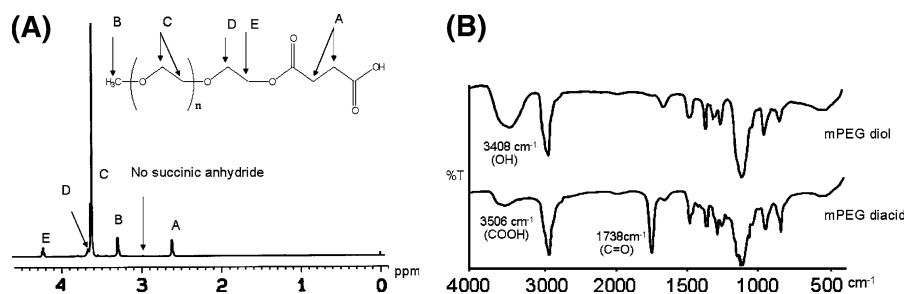 (A)
B C D E A
H₃C O ( O ) n O O O O OH
No succinic anhydride
C
D
E B A
4 3 2 1 0 ppm
(B)
3408 cm-1
(OH)
mPEG diol
%T
3506 cm-1
(COOH)
1738cm-1
(C=O)
mPEG diacid
4000 3000 2000 1500 1000 500 cm-1